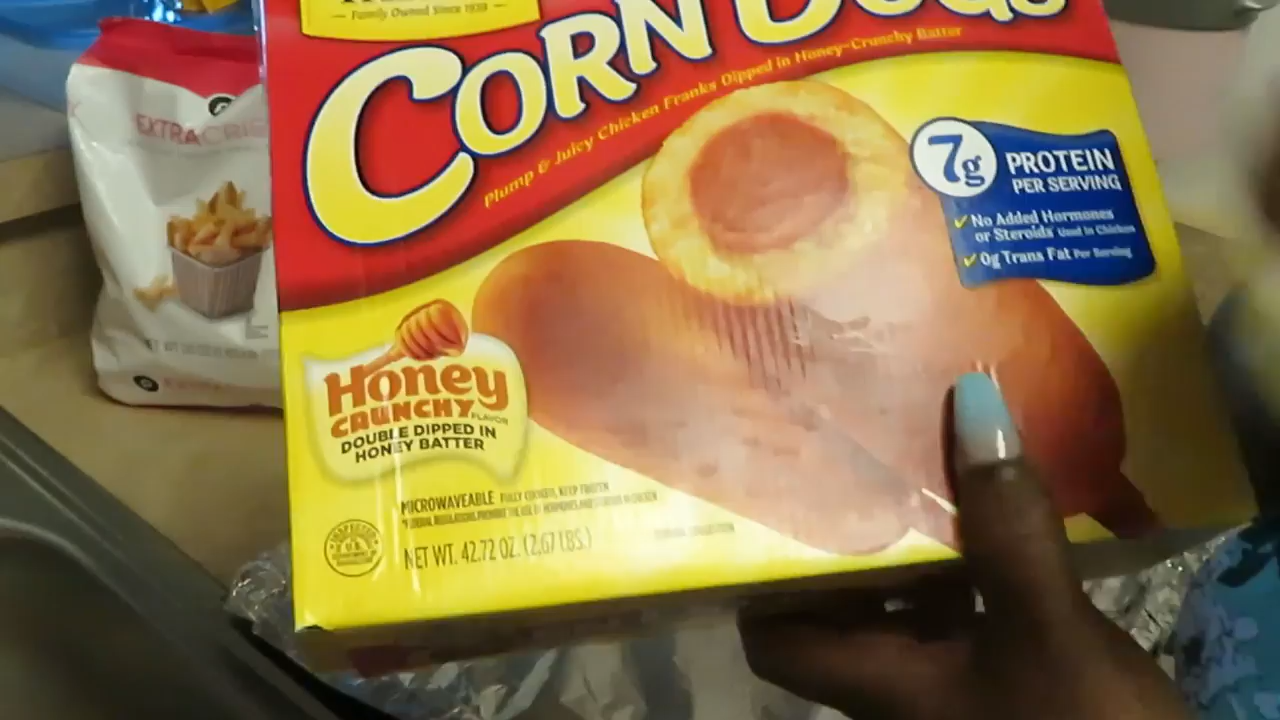 Family Owned Since 1939
CORN DOGS
Plump & Juicy Chicken Franks Dipped in Honey-Crunchy Batter
EXTRA
7g PROTEIN
PER SERVING
No Added Hormones
or Steroids* Used in Chicken
0g Trans Fat Per Serving
Honey
CRUNCHY FLAVOR
DOUBLE DIPPED IN
HONEY BATTER
MICROWAVEABLE FULLY COOKED, KEEP FROZEN
NET WT. 42.72 OZ. (2.67 LBS.)